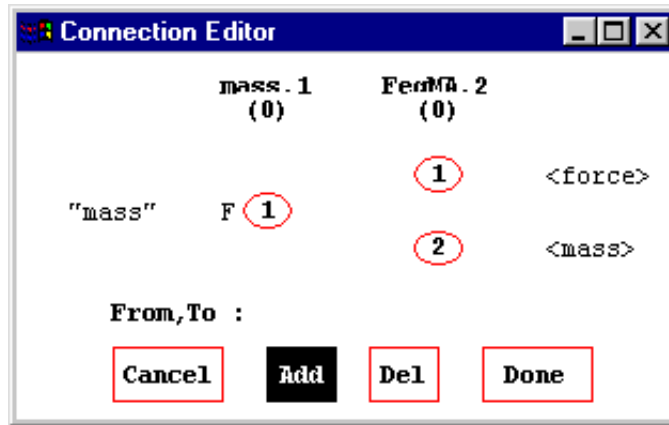 Connection Editor
mass.1 FeqMA.2
(0) (0)
1 <force>
"mass" F 1
2 <mass>
From,To :
Cancel Add Del Done